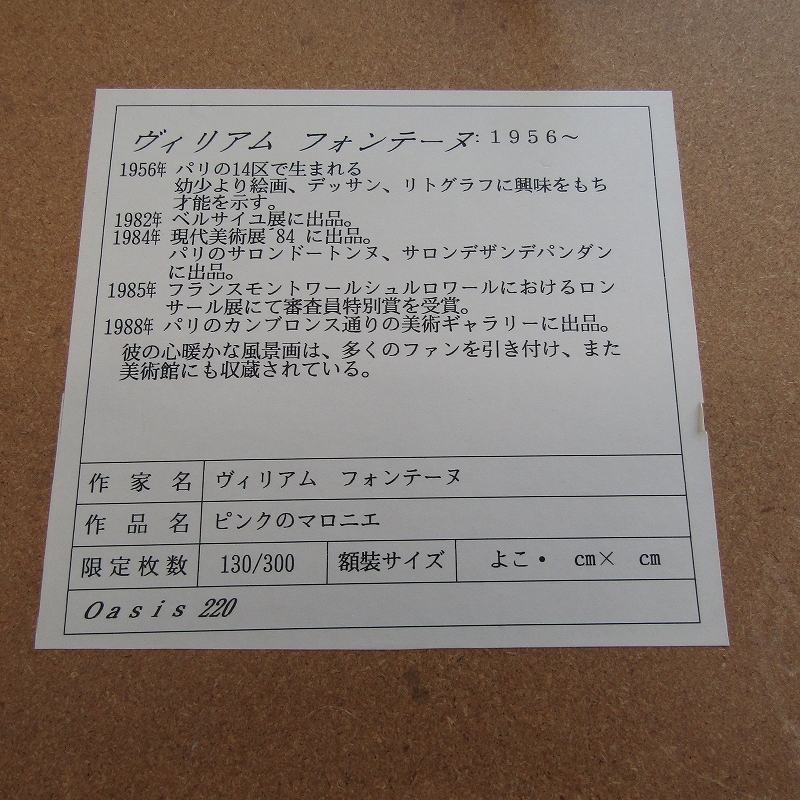 ヴィリアム フォンテーヌ:1956~
1956年 パリの14区で生まれる
幼少より絵画、デッサン、リトグラフに興味をもち
才能を示す。
1982年 ベルサイユ展に出品。
1984年 現代美術展´84 に出品。
パリのサロンドートンヌ、サロンデザンデパンダン
に出品。
1985年 フランスモントワールシュルロワールにおけるロン
サール展にて審査員特別賞を受賞。
1988年 パリのカンブロンス通りの美術ギャラリーに出品。
彼の心暖かな風景画は、多くのファンを引き付け、また
美術館にも収蔵されている。
作家名 ヴィリアム フォンテーヌ
作品名 ピンクのマロニエ
限定枚数 130/300 額装サイズ よこ・ cm× cm
Oasis 220